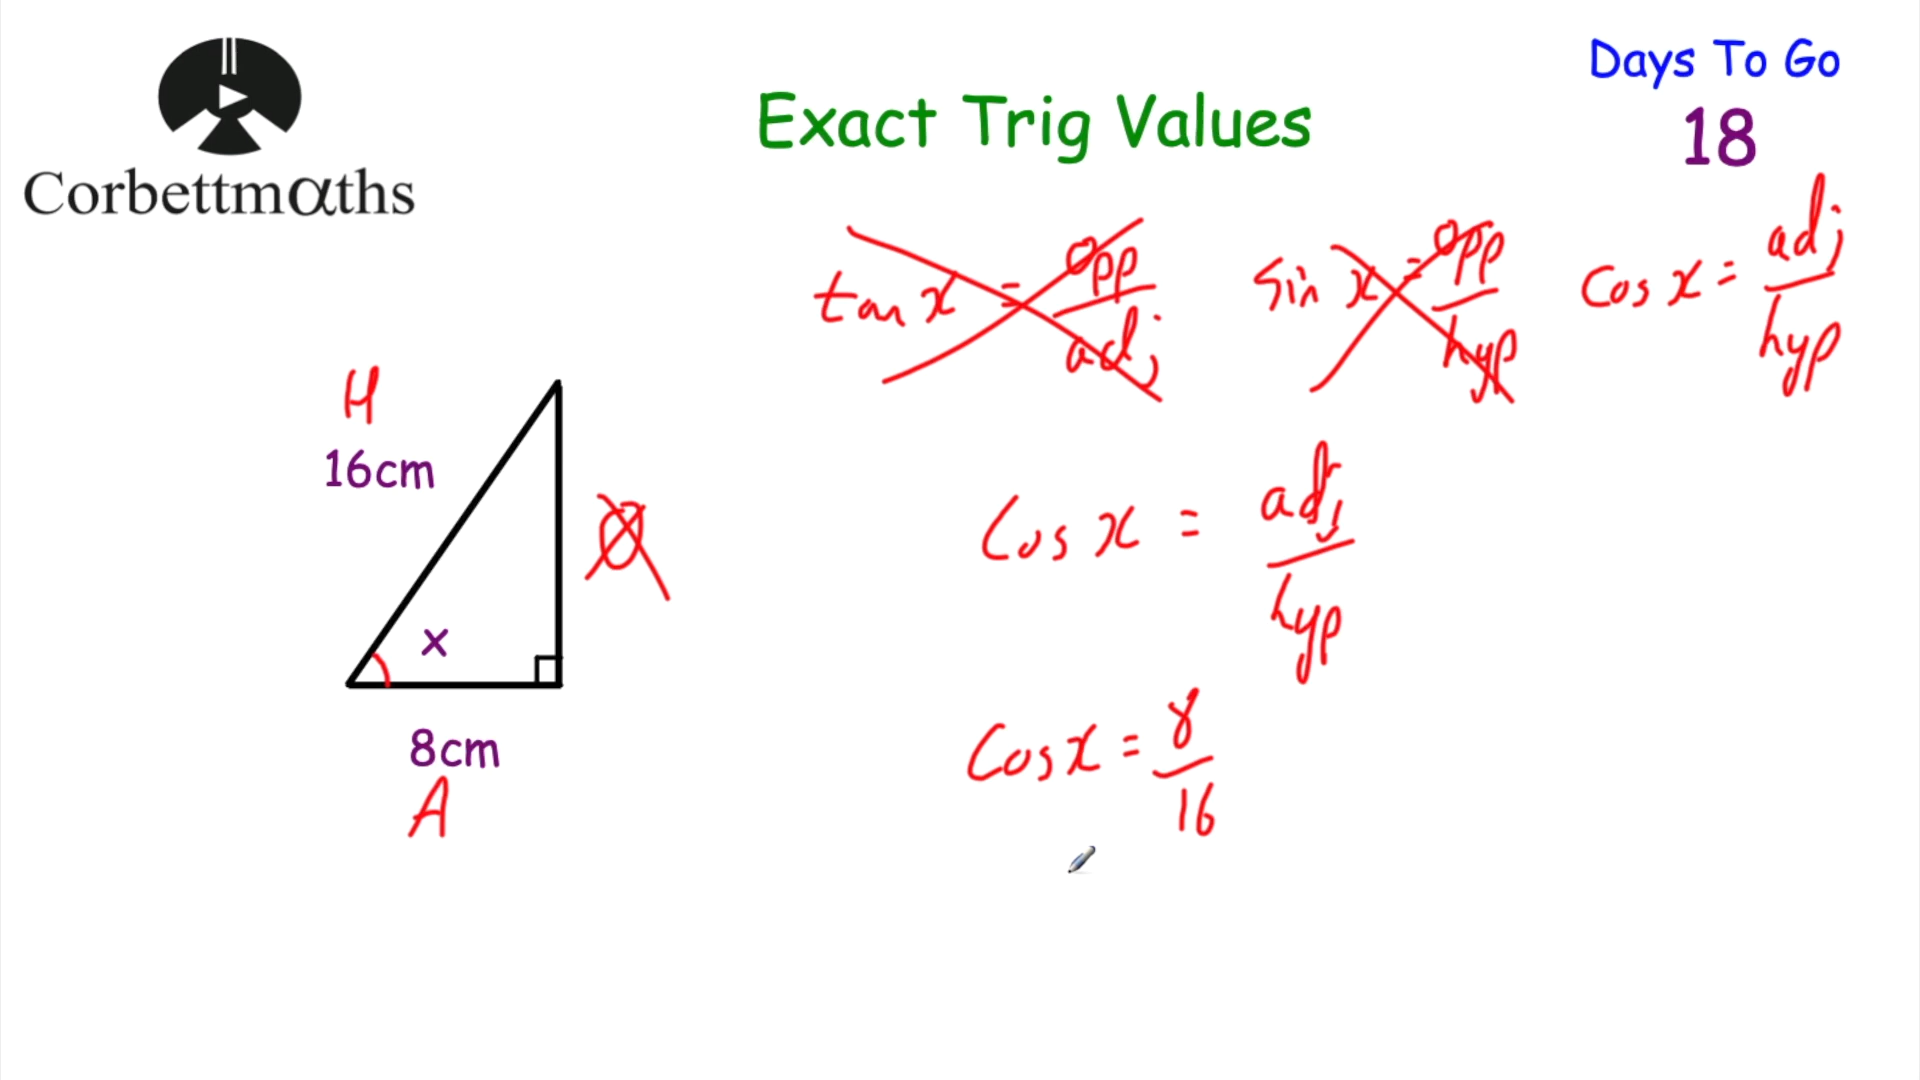 Days To Go
18
Corbettmαths
Exact Trig Values
tan x = opp/adj
sin x = opp/hyp
cos x = adj/hyp
H
16cm
O
x
8cm
A
Cos x = adj/hyp
Cos x = 8/16